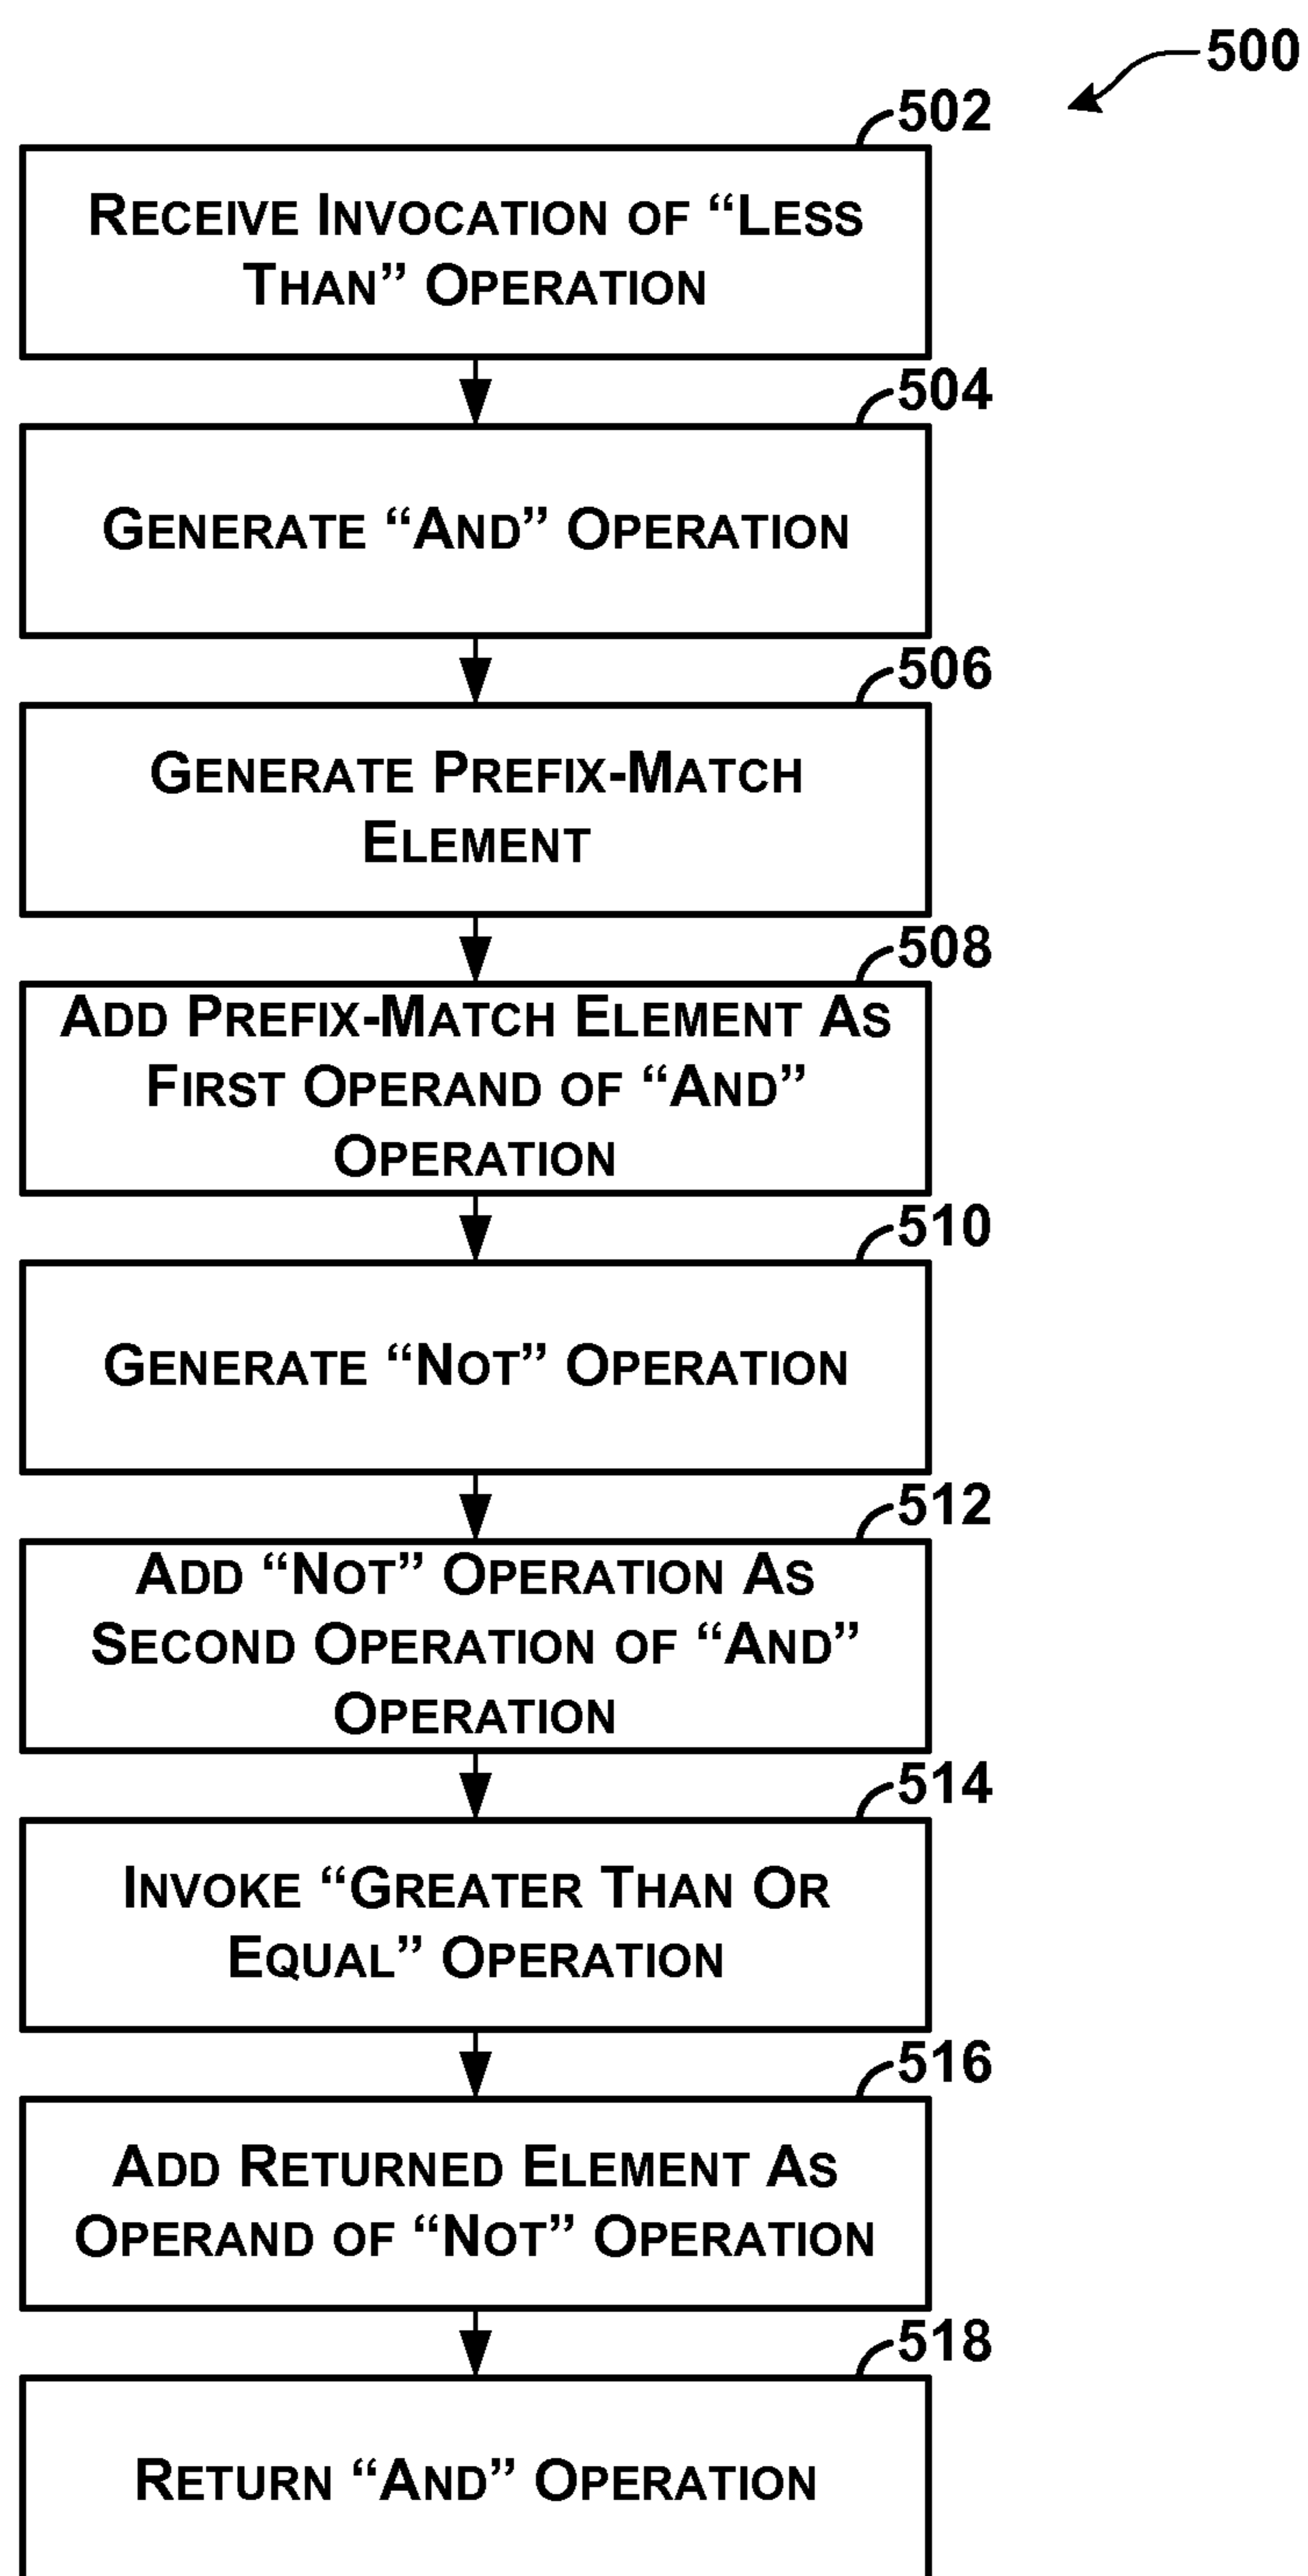 500
502
RECEIVE INVOCATION OF “LESS
THAN” OPERATION
504
GENERATE “AND” OPERATION
506
GENERATE PREFIX-MATCH
ELEMENT
508
ADD PREFIX-MATCH ELEMENT AS
FIRST OPERAND OF “AND”
OPERATION
510
GENERATE “NOT” OPERATION
512
ADD “NOT” OPERATION AS
SECOND OPERATION OF “AND”
OPERATION
514
INVOKE “GREATER THAN OR
EQUAL” OPERATION
516
ADD RETURNED ELEMENT AS
OPERAND OF “NOT” OPERATION
518
RETURN “AND” OPERATION